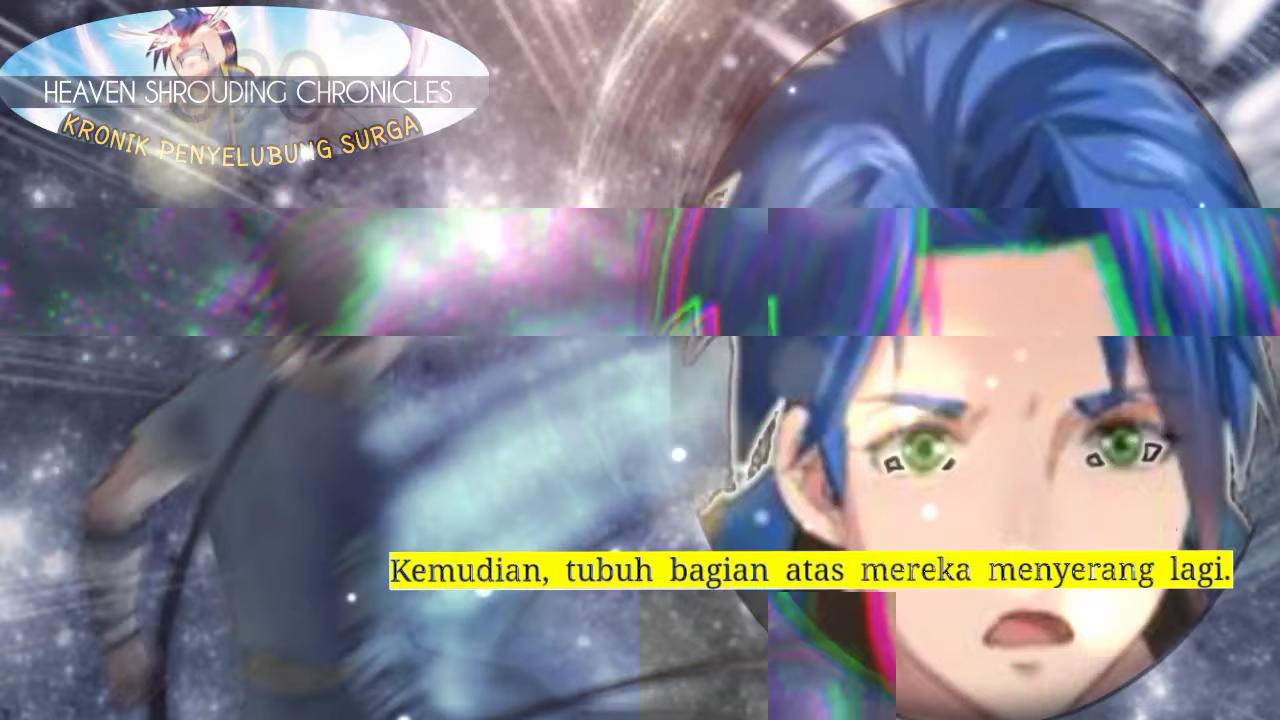 HEAVEN SHROUDING CHRONICLES
KRONIK PENYELUBUNG SURGA
Kemudian, tubuh bagian atas mereka menyerang lagi.